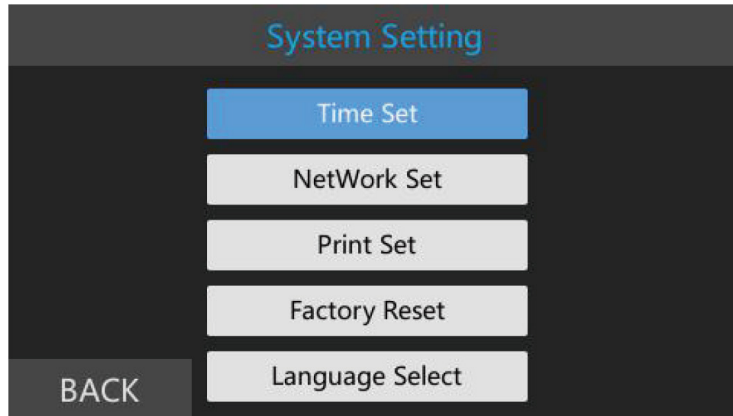 System Setting
Time Set
NetWork Set
Print Set
Factory Reset
Language Select
BACK